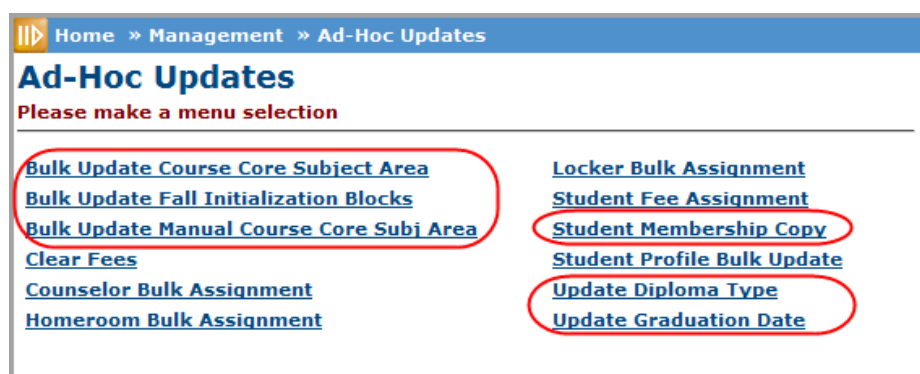 Home » Management » Ad-Hoc Updates
Ad-Hoc Updates
Please make a menu selection
Bulk Update Course Core Subject Area
Bulk Update Fall Initialization Blocks
Bulk Update Manual Course Core Subj Area
Clear Fees
Counselor Bulk Assignment
Homeroom Bulk Assignment
Locker Bulk Assignment
Student Fee Assignment
Student Membership Copy
Student Profile Bulk Update
Update Diploma Type
Update Graduation Date